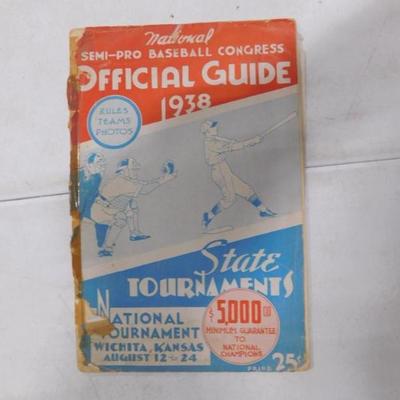 National
SEMI-PRO BASEBALL CONGRESS
OFFICIAL GUIDE
1938
RULES
TEAMS
PHOTOS
State
TOURNAMENTS
NATIONAL
TOURNAMENT
WICHITA, KANSAS
AUGUST 12 to 24
$5,000 00
MINIMUM GUARANTEE
TO
NATIONAL
CHAMPIONS
PRICE 25¢